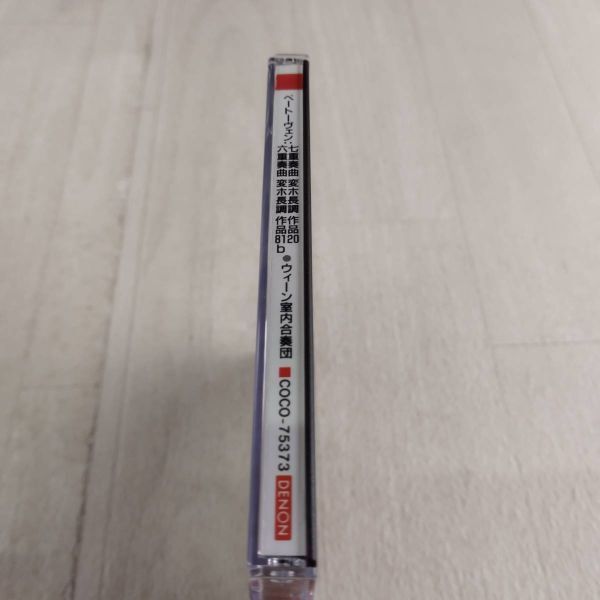 ベートーヴェン:
七重奏曲 変ホ長調 作品20
六重奏曲 変ホ長調 作品81b
●ウィーン室内合奏団
■COCO-75373
DENON